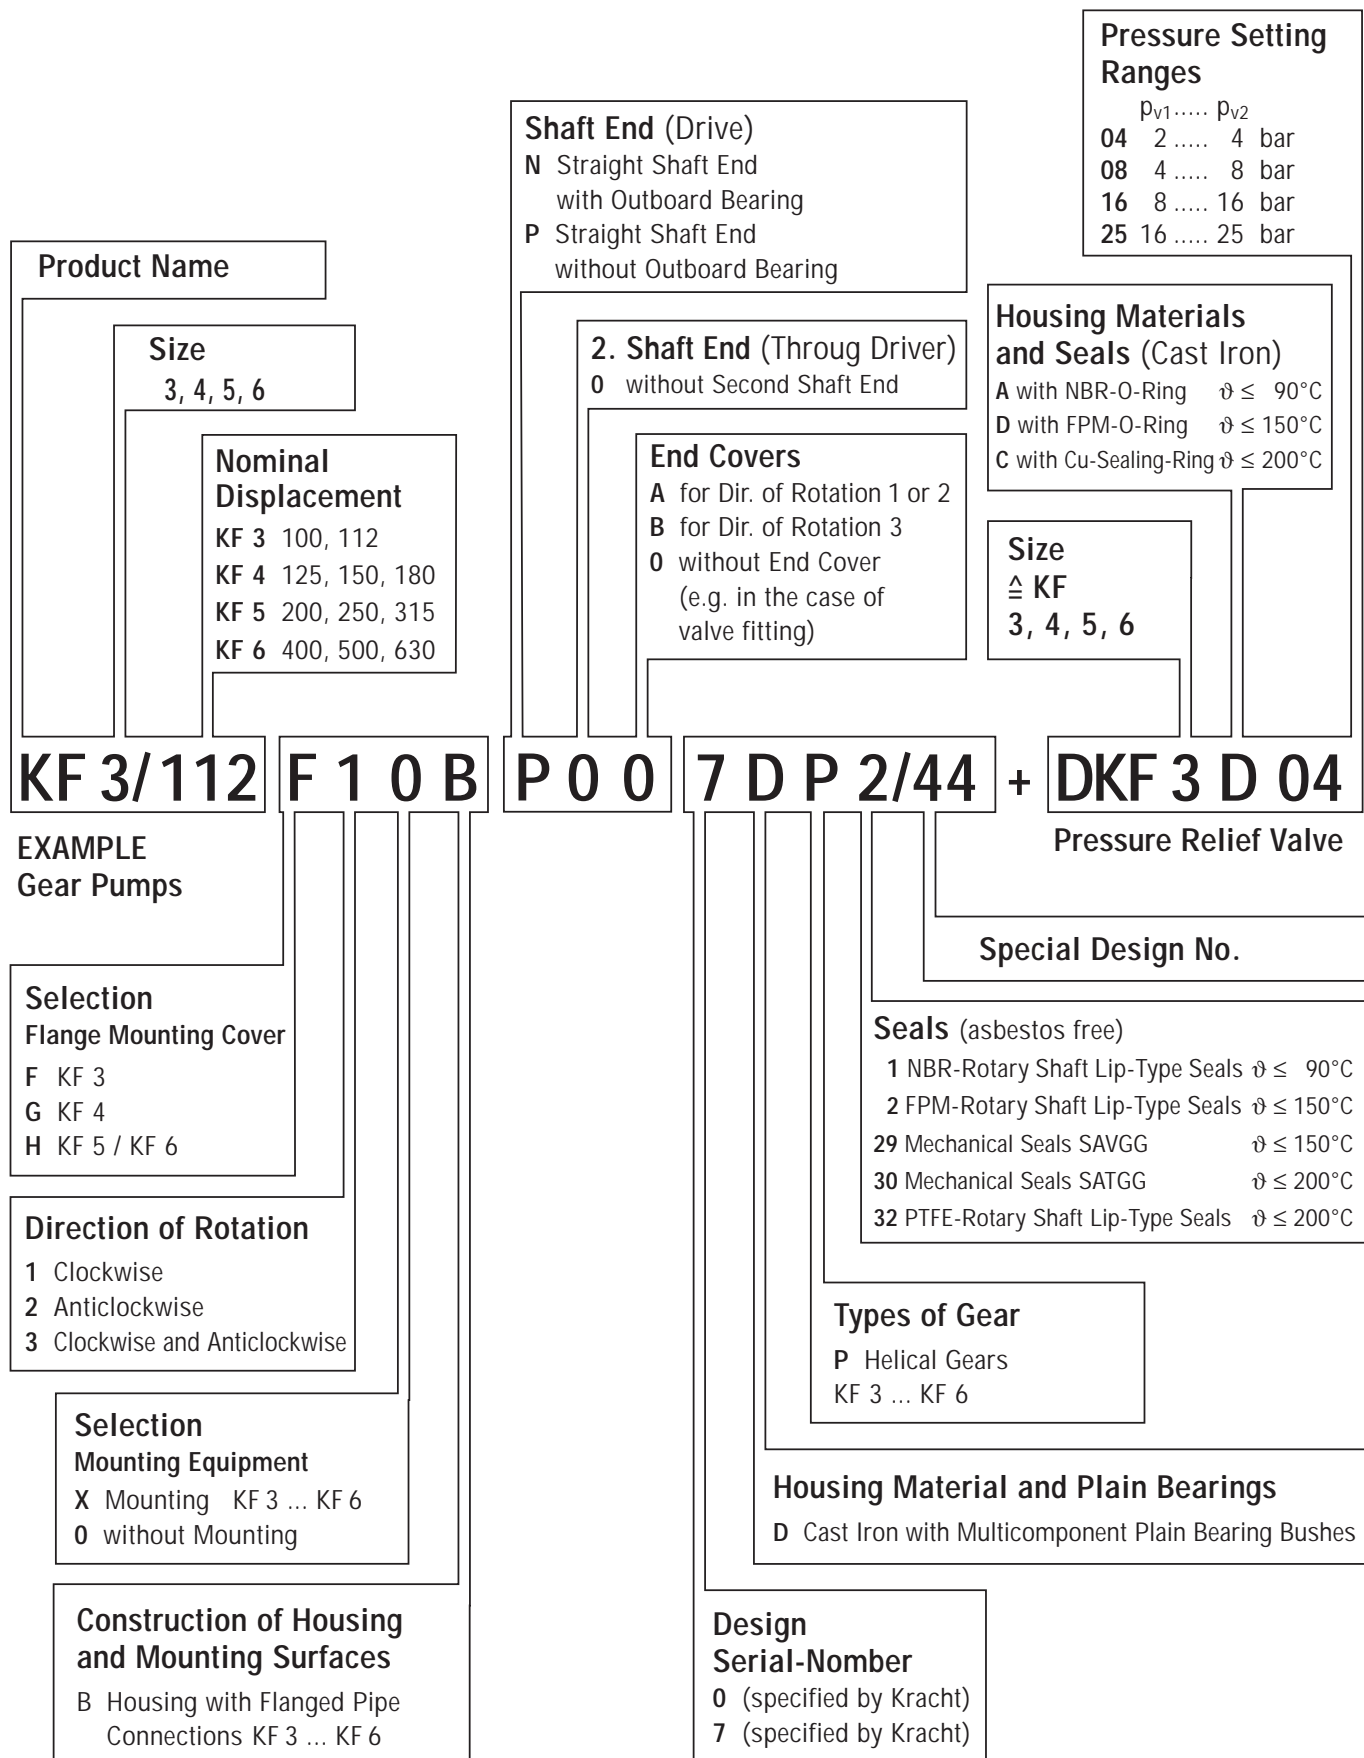 Pressure Setting
Ranges
pv1..... pv2
04 2 ..... 4 bar
08 4 ..... 8 bar
16 8 ..... 16 bar
25 16 ..... 25 bar
Shaft End (Drive)
N Straight Shaft End
with Outboard Bearing
P Straight Shaft End
without Outboard Bearing
Product Name
Housing Materials
and Seals (Cast Iron)
A with NBR-O-Ring ϑ ≤ 90°C
D with FPM-O-Ring ϑ ≤ 150°C
C with Cu-Sealing-Ring ϑ ≤ 200°C
Size
3, 4, 5, 6
2. Shaft End (Throug Driver)
0 without Second Shaft End
Nominal
Displacement
KF 3 100, 112
KF 4 125, 150, 180
KF 5 200, 250, 315
KF 6 400, 500, 630
End Covers
A for Dir. of Rotation 1 or 2
B for Dir. of Rotation 3
0 without End Cover
(e.g. in the case of
valve fitting)
Size
≙ KF
3, 4, 5, 6
KF 3/112 F 1 0 B P 0 0 7 D P 2/44 + DKF 3 D 04
EXAMPLE
Gear Pumps
Pressure Relief Valve
Special Design No.
Selection
Flange Mounting Cover
F KF 3
G KF 4
H KF 5 / KF 6
Seals (asbestos free)
1 NBR-Rotary Shaft Lip-Type Seals ϑ ≤ 90°C
2 FPM-Rotary Shaft Lip-Type Seals ϑ ≤ 150°C
29 Mechanical Seals SAVGG ϑ ≤ 150°C
30 Mechanical Seals SATGG ϑ ≤ 200°C
32 PTFE-Rotary Shaft Lip-Type Seals ϑ ≤ 200°C
Direction of Rotation
1 Clockwise
2 Anticlockwise
3 Clockwise and Anticlockwise
Types of Gear
P Helical Gears
KF 3 ... KF 6
Selection
Mounting Equipment
X Mounting KF 3 ... KF 6
0 without Mounting
Housing Material and Plain Bearings
D Cast Iron with Multicomponent Plain Bearing Bushes
Construction of Housing
and Mounting Surfaces
B Housing with Flanged Pipe
Connections KF 3 ... KF 6
Design
Serial-Nomber
0 (specified by Kracht)
7 (specified by Kracht)